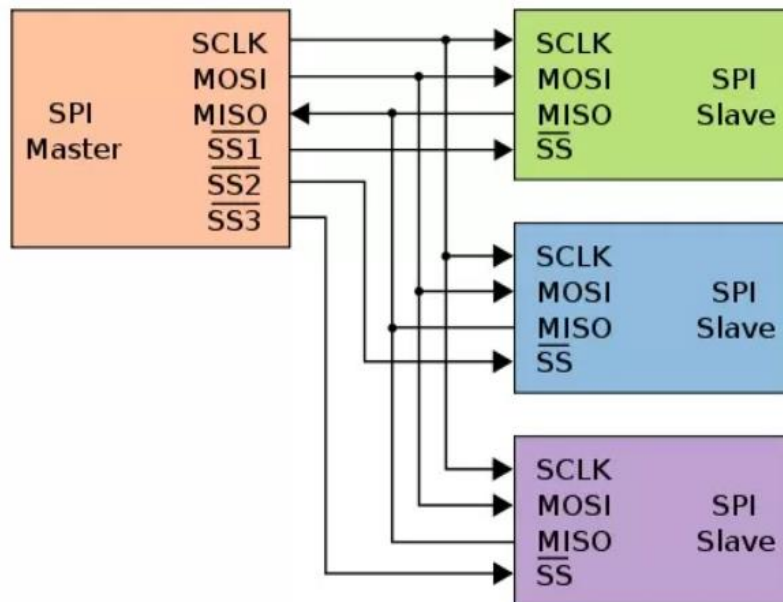 SPI
Master
SCLK
MOSI
MISO
SS1
SS2
SS3
SCLK
MOSI
MISO
SS
SPI
Slave
SCLK
MOSI
MISO
SS
SPI
Slave
SCLK
MOSI
MISO
SS
SPI
Slave